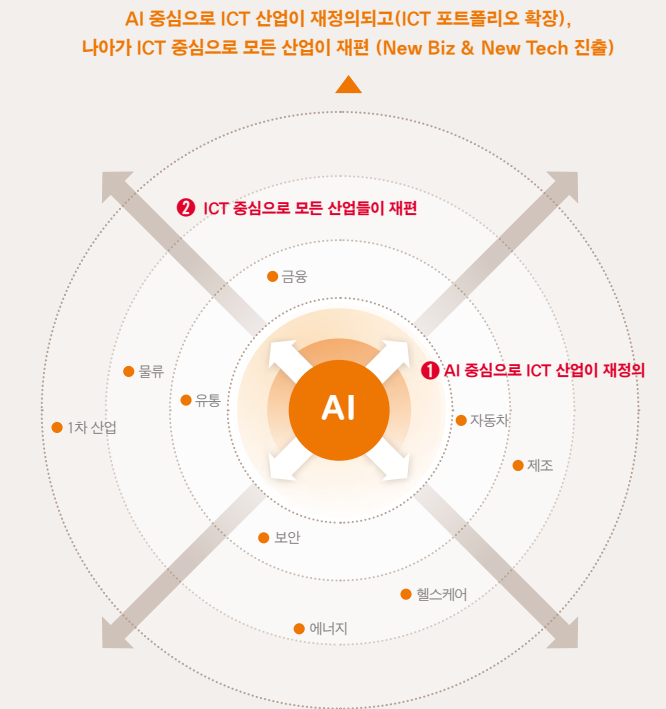 AI 중심으로 ICT 산업이 재정의되고(ICT 포트폴리오 확장),
나아가 ICT 중심으로 모든 산업이 재편 (New Biz & New Tech 진출)
❷ ICT 중심으로 모든 산업들이 재편
금융
❶ AI 중심으로 ICT 산업이 재정의
물류
유통
AI
1차 산업
자동차
제조
보안
헬스케어
에너지